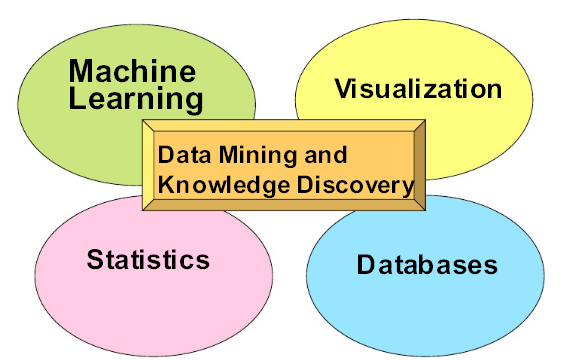 Machine
Learning
Visualization
Data Mining and
Knowledge Discovery
Statistics
Databases